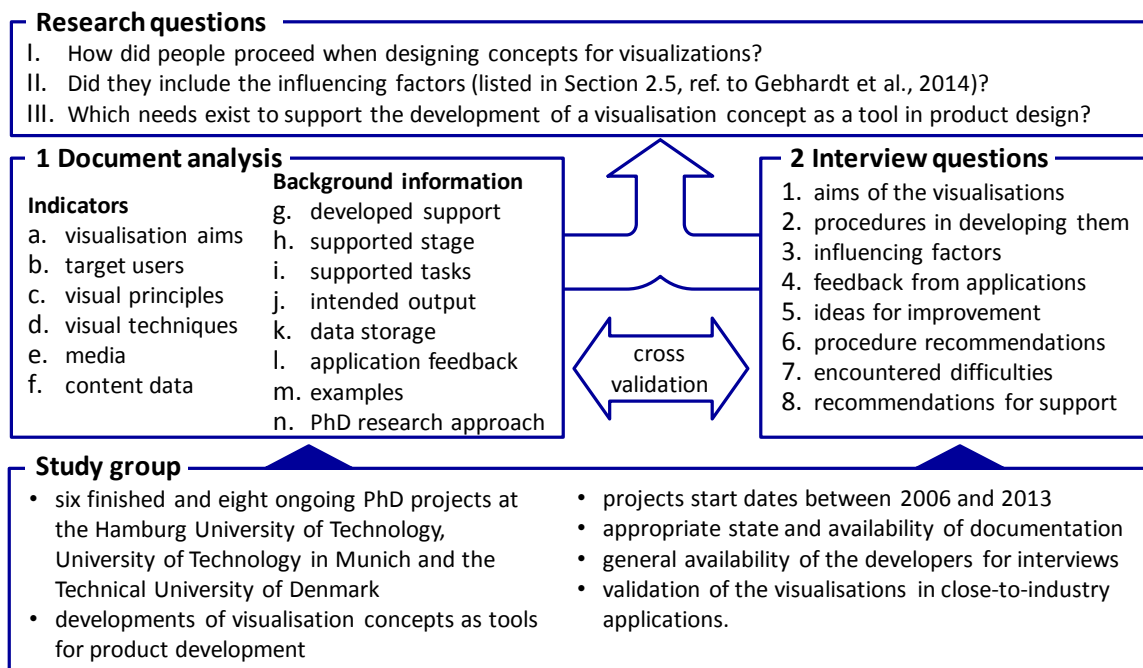 Research questions
I. How did people proceed when designing concepts for visualizations?
II. Did they include the influencing factors (listed in Section 2.5, ref. to Gebhardt et al., 2014)?
III. Which needs exist to support the development of a visualisation concept as a tool in product design?
1 Document analysis
Indicators
a. visualisation aims
b. target users
c. visual principles
d. visual techniques
e. media
f. content data
Background information
g. developed support
h. supported stage
i. supported tasks
j. intended output
k. data storage
l. application feedback
m. examples
n. PhD research approach
cross
validation
2 Interview questions
1. aims of the visualisations
2. procedures in developing them
3. influencing factors
4. feedback from applications
5. ideas for improvement
6. procedure recommendations
7. encountered difficulties
8. recommendations for support
Study group
• six finished and eight ongoing PhD projects at
the Hamburg University of Technology,
University of Technology in Munich and the
Technical University of Denmark
• developments of visualisation concepts as tools
for product development
• projects start dates between 2006 and 2013
• appropriate state and availability of documentation
• general availability of the developers for interviews
• validation of the visualisations in close-to-industry
applications.